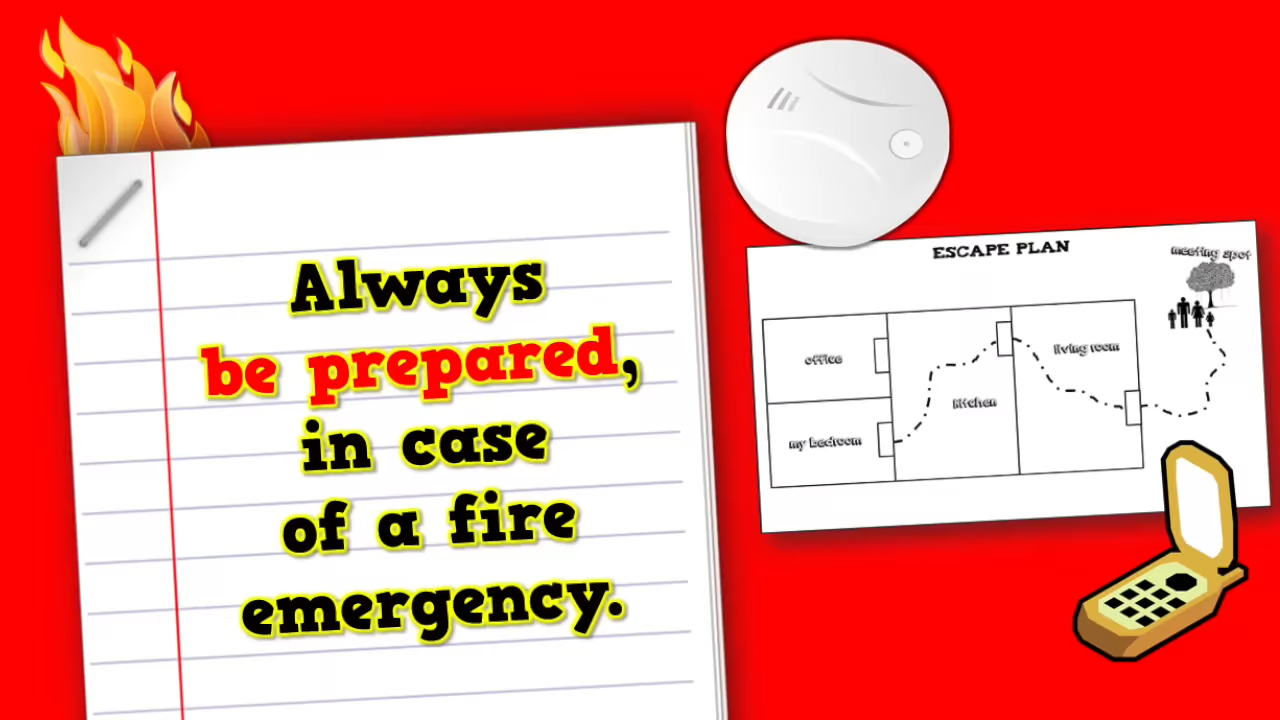 Always
be prepared,
in case
of a fire
emergency.
ESCAPE PLAN
meeting spot
office
living room
kitchen
my bedroom